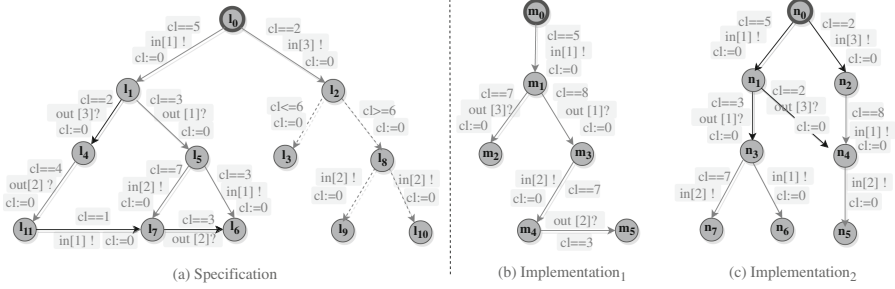 l0
cl==5
in[1] !
cl:=0
cl==2
in[3] !
cl:=0
l1
l2
cl==2
out [3]?
cl:=0
cl==3
out [1]?
cl:=0
cl<=6
cl:=0
cl>=6
cl:=0
l4
l5
l3
l8
cl==4
out[2] ?
cl:=0
cl==7
in[2] !
cl:=0
cl==3
in[1] !
cl:=0
in[2] !
cl:=0
in[2] !
cl:=0
l11
cl==1
in[1] !
cl:=0
l7
cl==3
out [2]?
l6
l9
l10
(a) Specification
m0
cl==5
in[1] !
cl:=0
m1
cl==7
out [3]?
cl:=0
cl==8
out [1]?
cl:=0
m2
m3
in[2] !
cl:=0
cl==7
m4
out [2]?
cl==3
m5
(b) Implementation1
n0
cl==5
in[1] !
cl:=0
cl==2
in[3] !
cl:=0
n1
n2
cl==3
out [1]?
cl:=0
cl==2
out [3]?
cl:=0
cl==8
in[1] !
cl:=0
n3
n4
cl==7
in[2] !
in[1] !
cl:=0
in[2] !
cl:=0
n7
n6
n5
(c) Implementation2